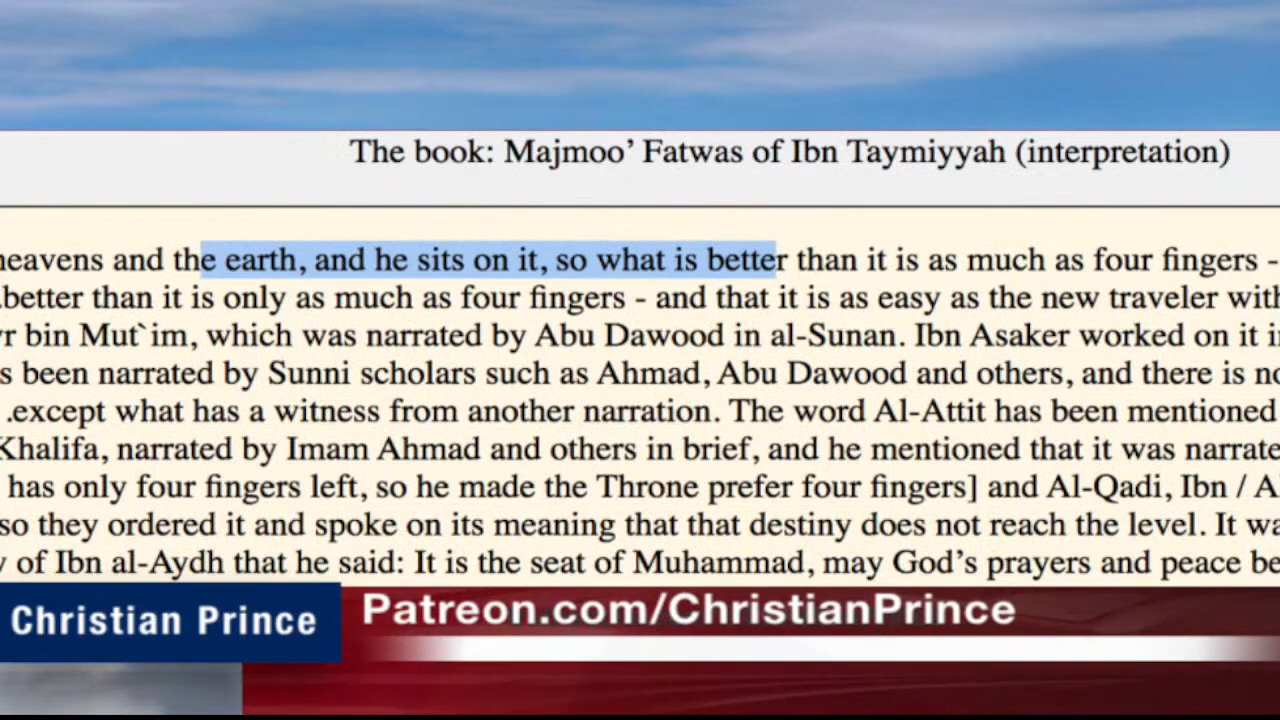 The book: Majmoo’ Fatwas of Ibn Taymiyyah (interpretation)
heavens and the earth, and he sits on it, so what is better than it is as much as four fingers -
.better than it is only as much as four fingers - and that it is as easy as the new traveler with
r bin Mut`im, which was narrated by Abu Dawood in al-Sunan. Ibn Asaker worked on it in
s been narrated by Sunni scholars such as Ahmad, Abu Dawood and others, and there is no
.except what has a witness from another narration. The word Al-Attit has been mentioned
Khalifa, narrated by Imam Ahmad and others in brief, and he mentioned that it was narrate
has only four fingers left, so he made the Throne prefer four fingers] and Al-Qadi, Ibn / A
so they ordered it and spoke on its meaning that that destiny does not reach the level. It wa
of Ibn al-Aydh that he said: It is the seat of Muhammad, may God’s prayers and peace be
Christian Prince
Patreon.com/ChristianPrince